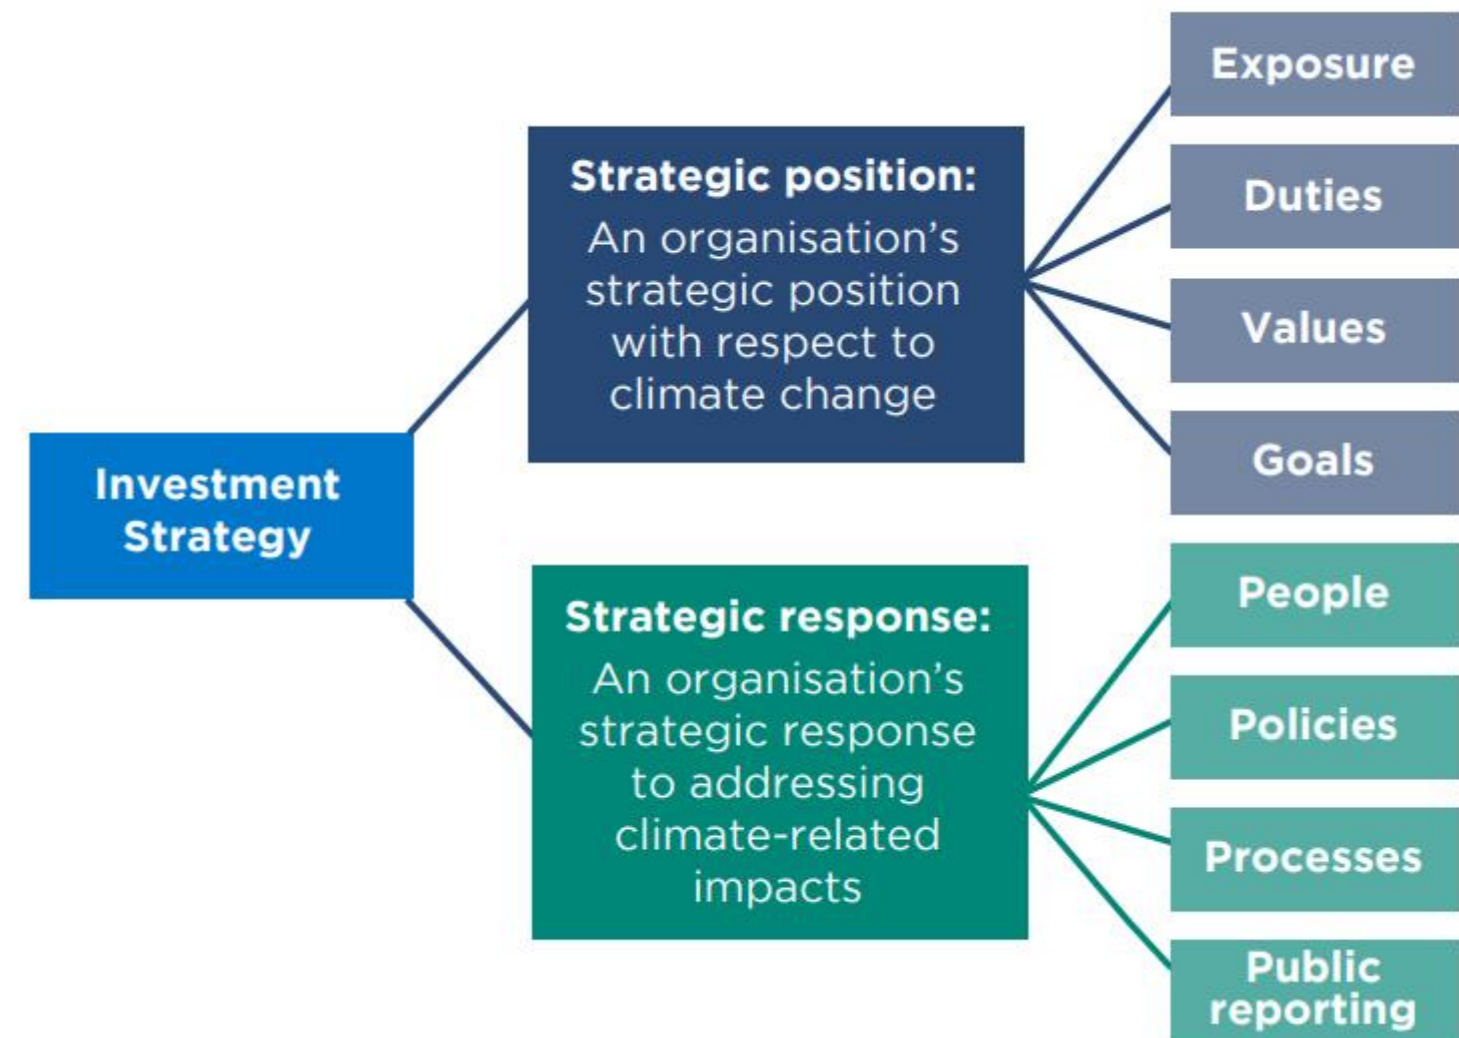 Investment
Strategy
Strategic position:
An organisation's
strategic position
with respect to
climate change
Exposure
Duties
Values
Goals
Strategic response:
An organisation's
strategic response
to addressing
climate-related
impacts
People
Policies
Processes
Public
reporting